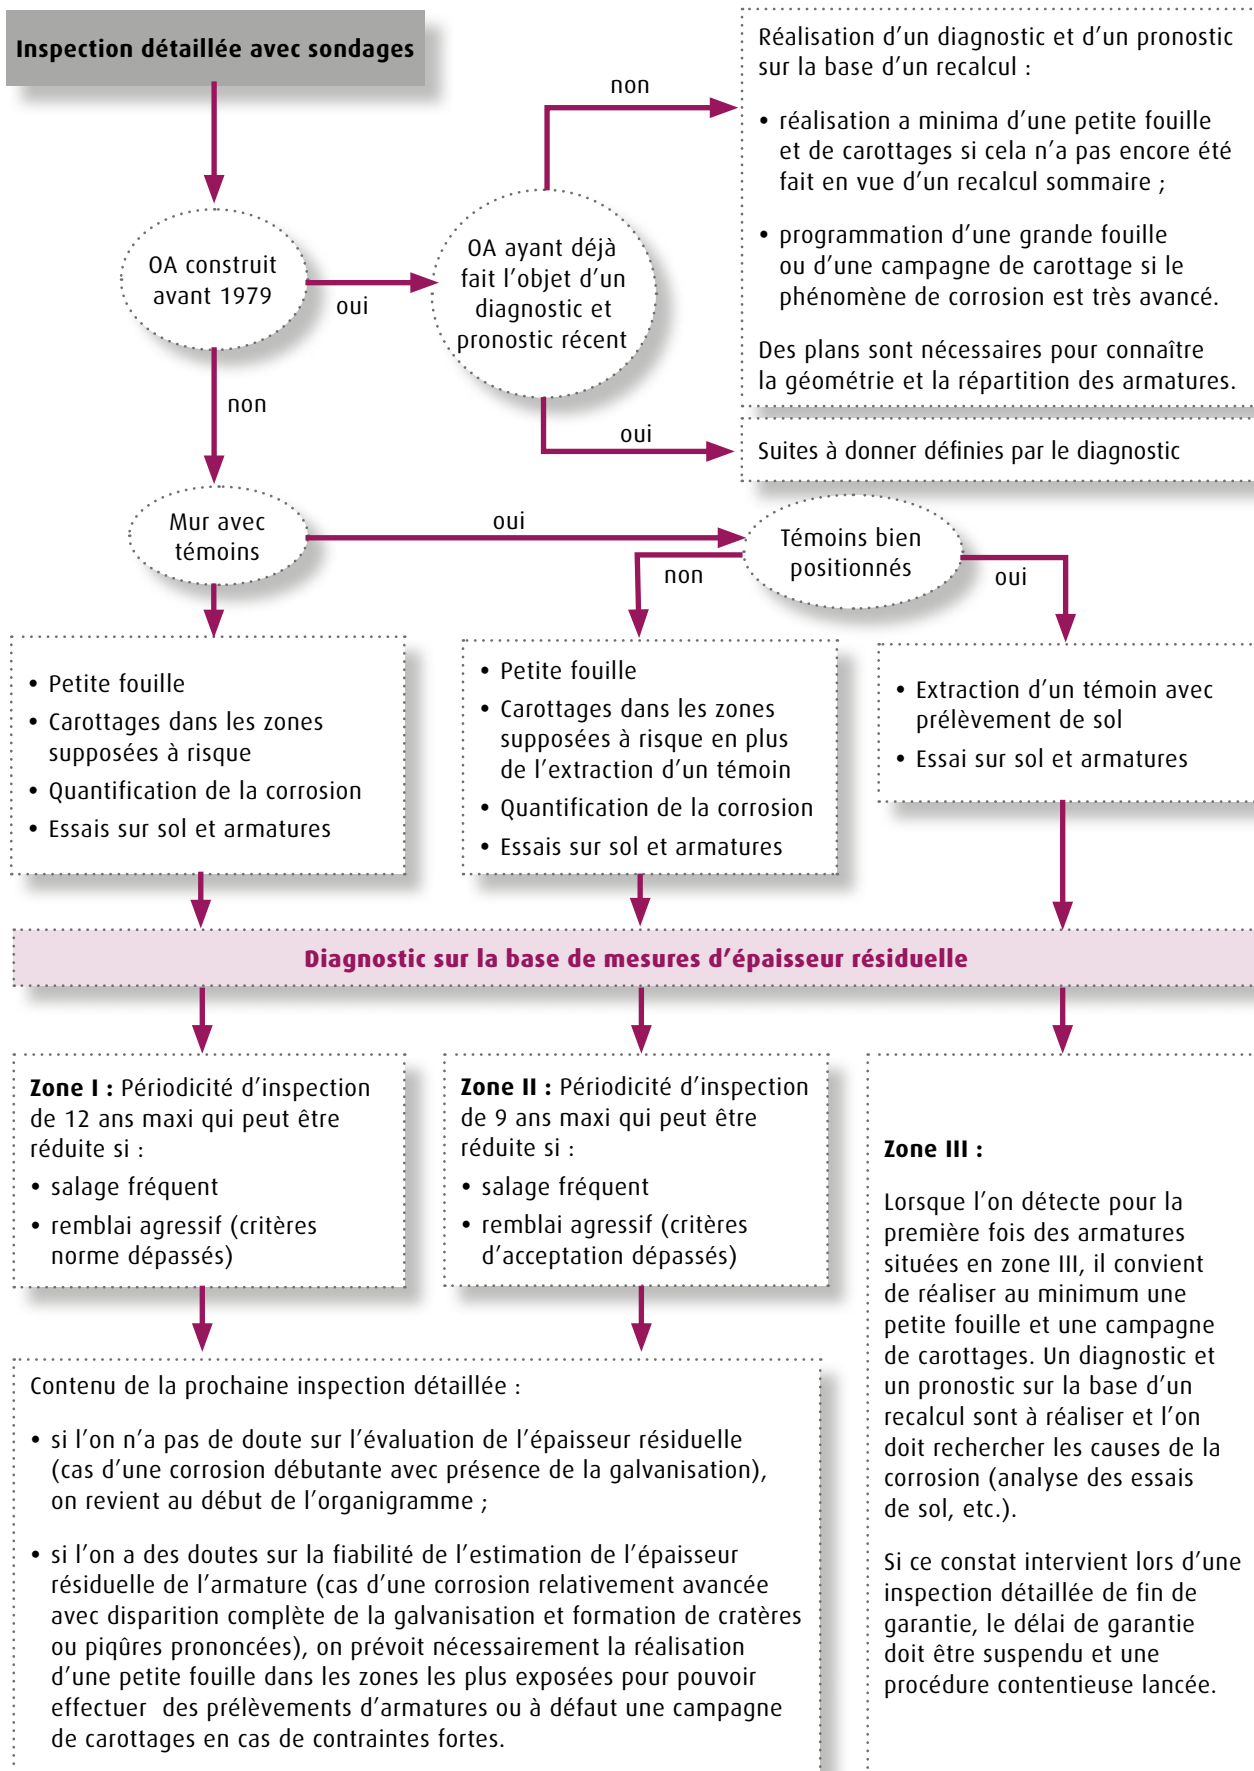 Inspection détaillée avec sondages
non
Réalisation d'un diagnostic et d'un pronostic
sur la base d'un recalcul :
• réalisation a minima d'une petite fouille
et de carottages si cela n'a pas encore été
fait en vue d'un recalcul sommaire ;
• programmation d'une grande fouille
ou d'une campagne de carottage si le
phénomène de corrosion est très avancé.
Des plans sont nécessaires pour connaître
la géométrie et la répartition des armatures.
OA construit
avant 1979
oui
OA ayant déjà
fait l'objet d'un
diagnostic et
pronostic récent
non
oui
Suites à donner définies par le diagnostic
Mur avec
témoins
oui
Témoins bien
positionnés
non
oui
• Petite fouille
• Carottages dans les zones
supposées à risque
• Quantification de la corrosion
• Essais sur sol et armatures
• Petite fouille
• Carottages dans les zones
supposées à risque en plus
de l'extraction d'un témoin
• Quantification de la corrosion
• Essais sur sol et armatures
• Extraction d'un témoin avec
prélèvement de sol
• Essai sur sol et armatures
Diagnostic sur la base de mesures d'épaisseur résiduelle
Zone I : Périodicité d'inspection
de 12 ans maxi qui peut être
réduite si :
• salage fréquent
• remblai agressif (critères
norme dépassés)
Zone II : Périodicité d'inspection
de 9 ans maxi qui peut être
réduite si :
• salage fréquent
• remblai agressif (critères
d'acceptation dépassés)
Zone III :
Lorsque l'on détecte pour la
première fois des armatures
situées en zone III, il convient
de réaliser au minimum une
petite fouille et une campagne
de carottages. Un diagnostic et
un pronostic sur la base d'un
recalcul sont à réaliser et l'on
doit rechercher les causes de la
corrosion (analyse des essais
de sol, etc.).
Si ce constat intervient lors d'une
inspection détaillée de fin de
garantie, le délai de garantie
doit être suspendu et une
procédure contentieuse lancée.
Contenu de la prochaine inspection détaillée :
• si l'on n'a pas de doute sur l'évaluation de l'épaisseur résiduelle
(cas d'une corrosion débutante avec présence de la galvanisation),
on revient au début de l'organigramme ;
• si l'on a des doutes sur la fiabilité de l'estimation de l'épaisseur
résiduelle de l'armature (cas d'une corrosion relativement avancée
avec disparition complète de la galvanisation et formation de cratères
ou piqûres prononcées), on prévoit nécessairement la réalisation
d'une petite fouille dans les zones les plus exposées pour pouvoir
effectuer des prélèvements d'armatures ou à défaut une campagne
de carottages en cas de contraintes fortes.